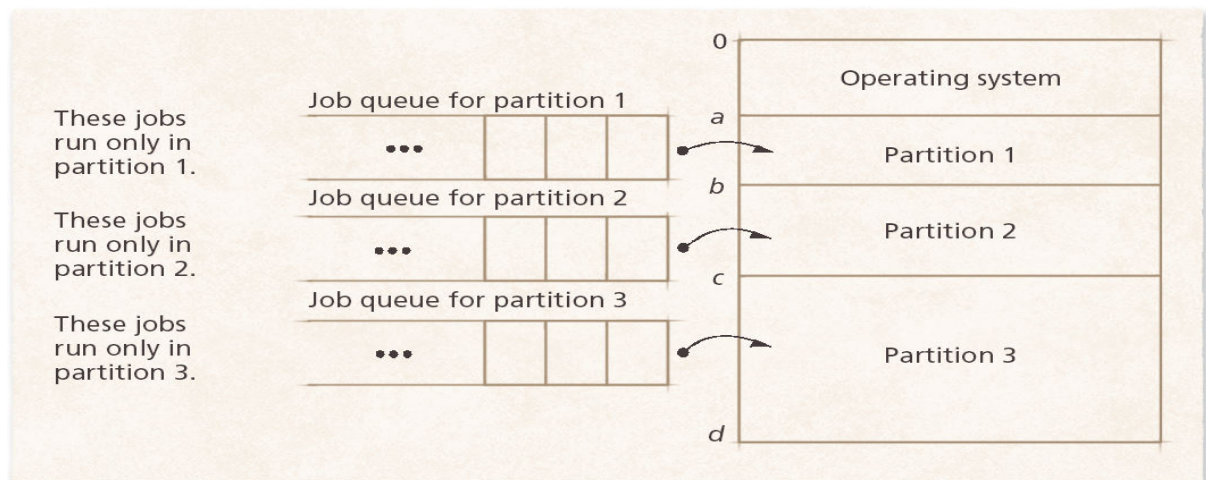 These jobs
run only in
partition 1.
Job queue for partition 1
These jobs
run only in
partition 2.
Job queue for partition 2
These jobs
run only in
partition 3.
Job queue for partition 3
0
Operating system
a
Partition 1
b
Partition 2
c
Partition 3
d